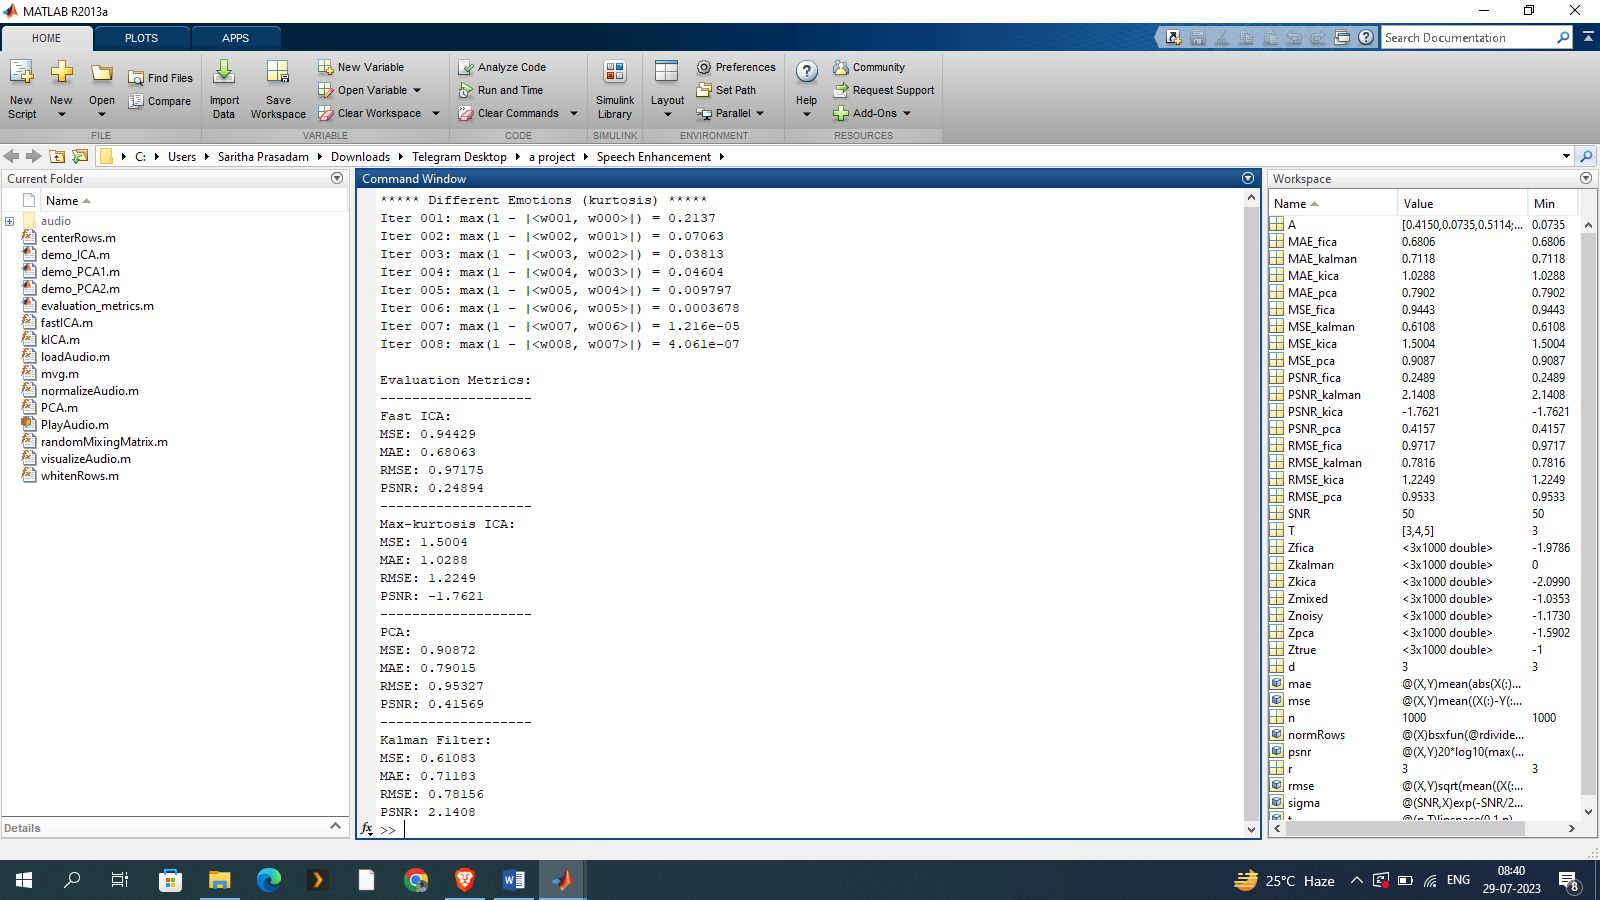 MATLAB R2013a
HOME
PLOTS
APPS
Search Documentation
New Script
New
Open
Find Files
Compare
Import Data
Save Workspace
New Variable
Open Variable
Clear Workspace
Analyze Code
Run and Time
Clear Commands
Simulink Library
Layout
Preferences
Set Path
Parallel
Help
Community
Request Support
Add-Ons
FILE
VARIABLE
CODE
SIMULINK
ENVIRONMENT
RESOURCES
C: Users Saritha Prasadam Downloads Telegram Desktop a project Speech Enhancement
Current Folder
Name
audio
centerRows.m
demo_ICA.m
demo_PCA1.m
demo_PCA2.m
evaluation_metrics.m
fastICA.m
kICA.m
loadAudio.m
mvg.m
normalizeAudio.m
PCA.m
PlayAudio.m
randomMixingMatrix.m
visualizeAudio.m
whitenRows.m
Details
Command Window
***** Different Emotions (kurtosis) *****
Iter 001: max(1 - |<w001, w000>|) = 0.2137
Iter 002: max(1 - |<w002, w001>|) = 0.07063
Iter 003: max(1 - |<w003, w002>|) = 0.03813
Iter 004: max(1 - |<w004, w003>|) = 0.04604
Iter 005: max(1 - |<w005, w004>|) = 0.009797
Iter 006: max(1 - |<w006, w005>|) = 0.0003678
Iter 007: max(1 - |<w007, w006>|) = 1.216e-05
Iter 008: max(1 - |<w008, w007>|) = 4.061e-07
Evaluation Metrics:
------------------
Fast ICA:
MSE: 0.94429
MAE: 0.68063
RMSE: 0.97175
PSNR: 0.24894
------------------
Max-kurtosis ICA:
MSE: 1.5004
MAE: 1.0288
RMSE: 1.2249
PSNR: -1.7621
------------------
PCA:
MSE: 0.90872
MAE: 0.79015
RMSE: 0.95327
PSNR: 0.41569
------------------
Kalman Filter:
MSE: 0.61083
MAE: 0.71183
RMSE: 0.78156
PSNR: 2.1408
fx >>
Workspace
Name Value Min
A [0.4150,0.0735,0.5114;... 0.0735
MAE_fica 0.6806 0.6806
MAE_kalman 0.7118 0.7118
MAE_kica 1.0288 1.0288
MAE_pca 0.7902 0.7902
MSE_fica 0.9443 0.9443
MSE_kalman 0.6108 0.6108
MSE_kica 1.5004 1.5004
MSE_pca 0.9087 0.9087
PSNR_fica 0.2489 0.2489
PSNR_kalman 2.1408 2.1408
PSNR_kica -1.7621 -1.7621
PSNR_pca 0.4157 0.4157
RMSE_fica 0.9717 0.9717
RMSE_kalman 0.7816 0.7816
RMSE_kica 1.2249 1.2249
RMSE_pca 0.9533 0.9533
SNR 50 50
T [3,4,5] 3
Zfica <3x1000 double> -1.9786
Zkalman <3x1000 double> 0
Zkica <3x1000 double> -2.0990
Zmixed <3x1000 double> -1.0353
Znoisy <3x1000 double> -1.1730
Zpca <3x1000 double> -1.5902
Ztrue <3x1000 double> -1
d 3 3
mae @(X,Y)mean(abs(X(:)...
mse @(X,Y)mean((X(:)-Y(:...
n 1000 1000
normRows @(X)bsxfun(@rdivide...
psnr @(X,Y)20*log10(max(...
r 3 3
rmse @(X,Y)sqrt(mean((X(:...
sigma @(SNR,X)exp(-SNR/2...
25°C Haze
ENG
08:40
29-07-2023
8